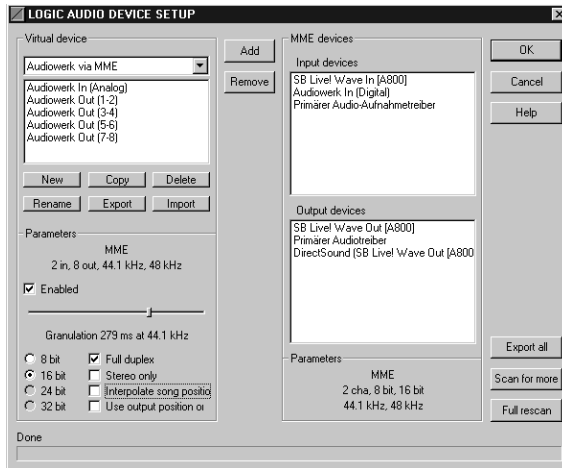 LOGIC AUDIO DEVICE SETUP
Virtual device
Audiowerk via MME
Audiowerk In (Analog)
Audiowerk Out (1-2)
Audiowerk Out (3-4)
Audiowerk Out (5-6)
Audiowerk Out (7-8)
New Copy Delete
Rename Export Import
Parameters
MME
2 in, 8 out, 44.1 kHz, 48 kHz
Enabled
Granulation 279 ms at 44.1 kHz
8 bit Full duplex
16 bit Stereo only
24 bit Interpolate song positio
32 bit Use output position or
Add
Remove
MME devices
Input devices
SB Live! Wave In [A800]
Audiowerk In (Digital)
Primärer Audio-Aufnahmetreiber
Output devices
SB Live! Wave Out [A800]
Primärer Audiotreiber
DirectSound (SB Live! Wave Out [A800
Parameters
MME
2 cha, 8 bit, 16 bit
44.1 kHz, 48 kHz
OK
Cancel
Help
Export all
Scan for more
Full rescan
Done